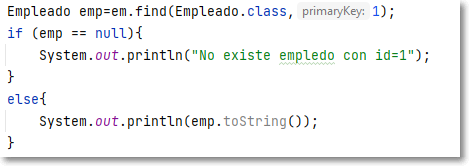 Empleado emp=em.find(Empleado.class, primaryKey: 1);
if (emp == null){
    System.out.println("No existe empledo con id=1");
}
else{
    System.out.println(emp.toString());
}